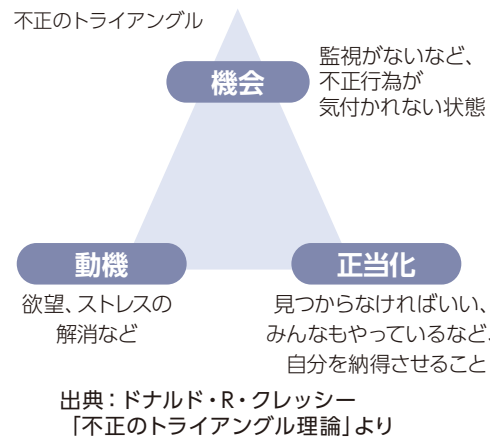 不正のトライアングル
機会
監視がないなど、
不正行為が
気付かれない状態
動機
欲望、ストレスの
解消など
正当化
見つからなければいい、
みんなもやっているなど、
自分を納得させること
出典：ドナルド・R・クレッシー
「不正のトライアングル理論」より